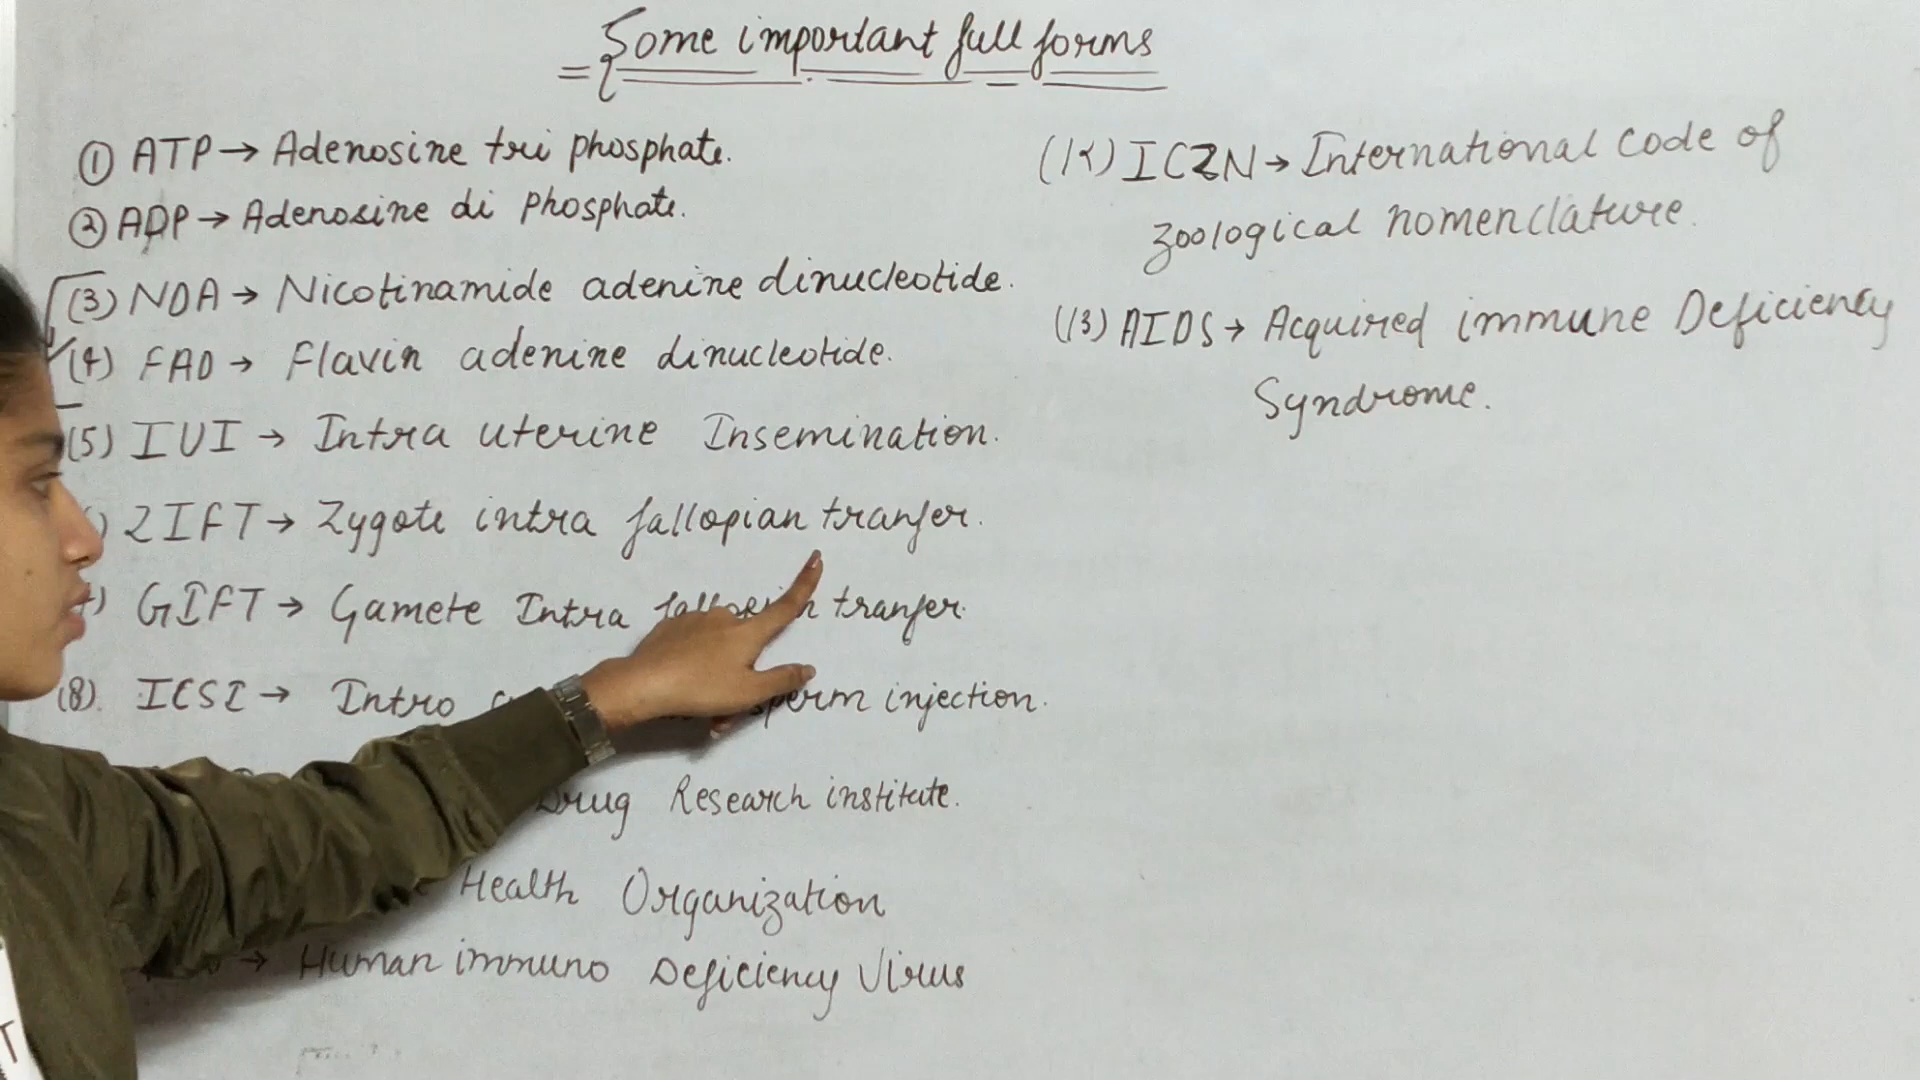 Some important full forms
① ATP → Adenosine tri phosphate.
② ADP → Adenosine di phosphate.
(3) NDA → Nicotinamide adenine dinucleotide.
(4) FAD → Flavin adenine dinucleotide.
(5) IUI → Intra uterine Insemination.
ZIFT → Zygote intra fallopian tranfer.
GIFT → Gamete Intra tranfer.
(8). ICSI → Intro sperm injection.
Drug Research institute.
Health Organization
→ Human immuno Deficiency Virus
ICZN → International code of
zoological nomenclature.
(13) AIDS → Acquired immune Deficiency
Syndrome.